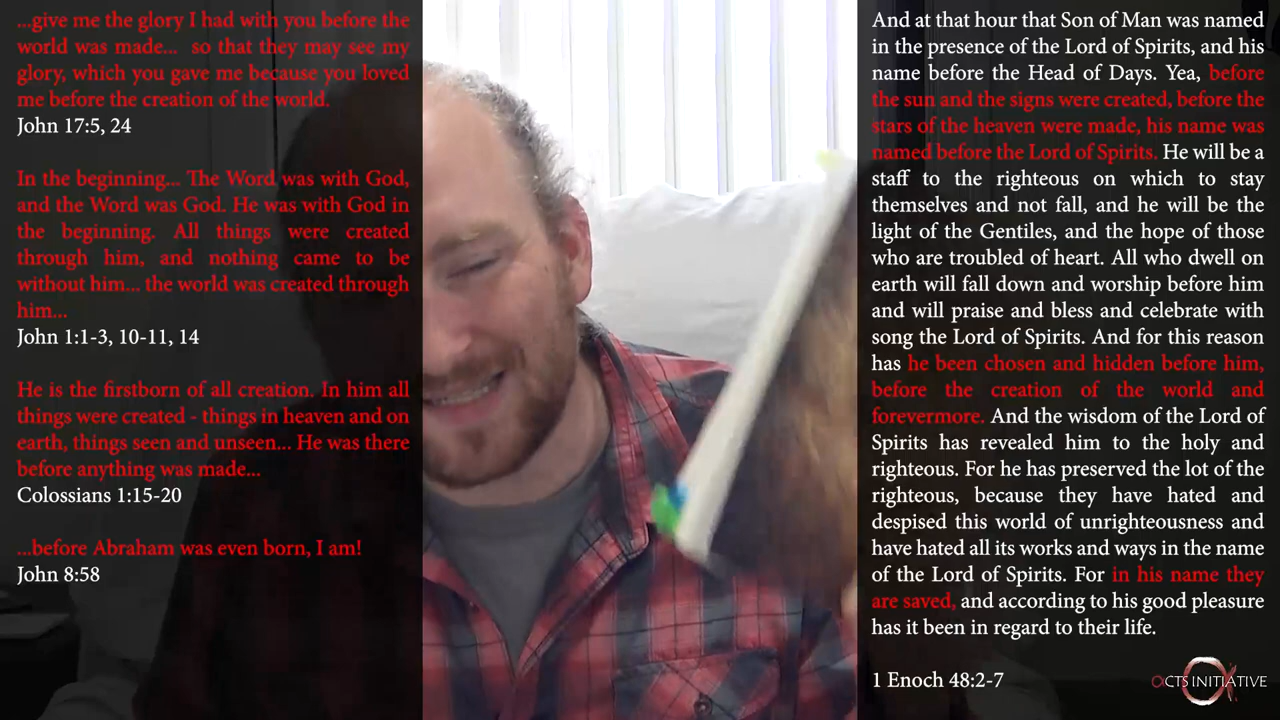 ...give me the glory I had with you before the
world was made... so that they may see my
glory, which you gave me because you loved
me before the creation of the world.
John 17:5, 24
In the beginning... The Word was with God,
and the Word was God. He was with God in
the beginning. All things were created
through him, and nothing came to be
without him... the world was created through
him...
John 1:1-3, 10-11, 14
He is the firstborn of all creation. In him all
things were created - things in heaven and on
earth, things seen and unseen... He was there
before anything was made...
Colossians 1:15-20
...before Abraham was even born, I am!
John 8:58
And at that hour that Son of Man was named
in the presence of the Lord of Spirits, and his
name before the Head of Days. Yea, before
the sun and the signs were created, before the
stars of the heaven were made, his name was
named before the Lord of Spirits. He will be a
staff to the righteous on which to stay
themselves and not fall, and he will be the
light of the Gentiles, and the hope of those
who are troubled of heart. All who dwell on
earth will fall down and worship before him
and will praise and bless and celebrate with
song the Lord of Spirits. And for this reason
has he been chosen and hidden before him,
before the creation of the world and
forevermore. And the wisdom of the Lord of
Spirits has revealed him to the holy and
righteous. For he has preserved the lot of the
righteous, because they have hated and
despised this world of unrighteousness and
have hated all its works and ways in the name
of the Lord of Spirits. For in his name they
are saved, and according to his good pleasure
has it been in regard to their life.
1 Enoch 48:2-7
ACTS INITIATIVE